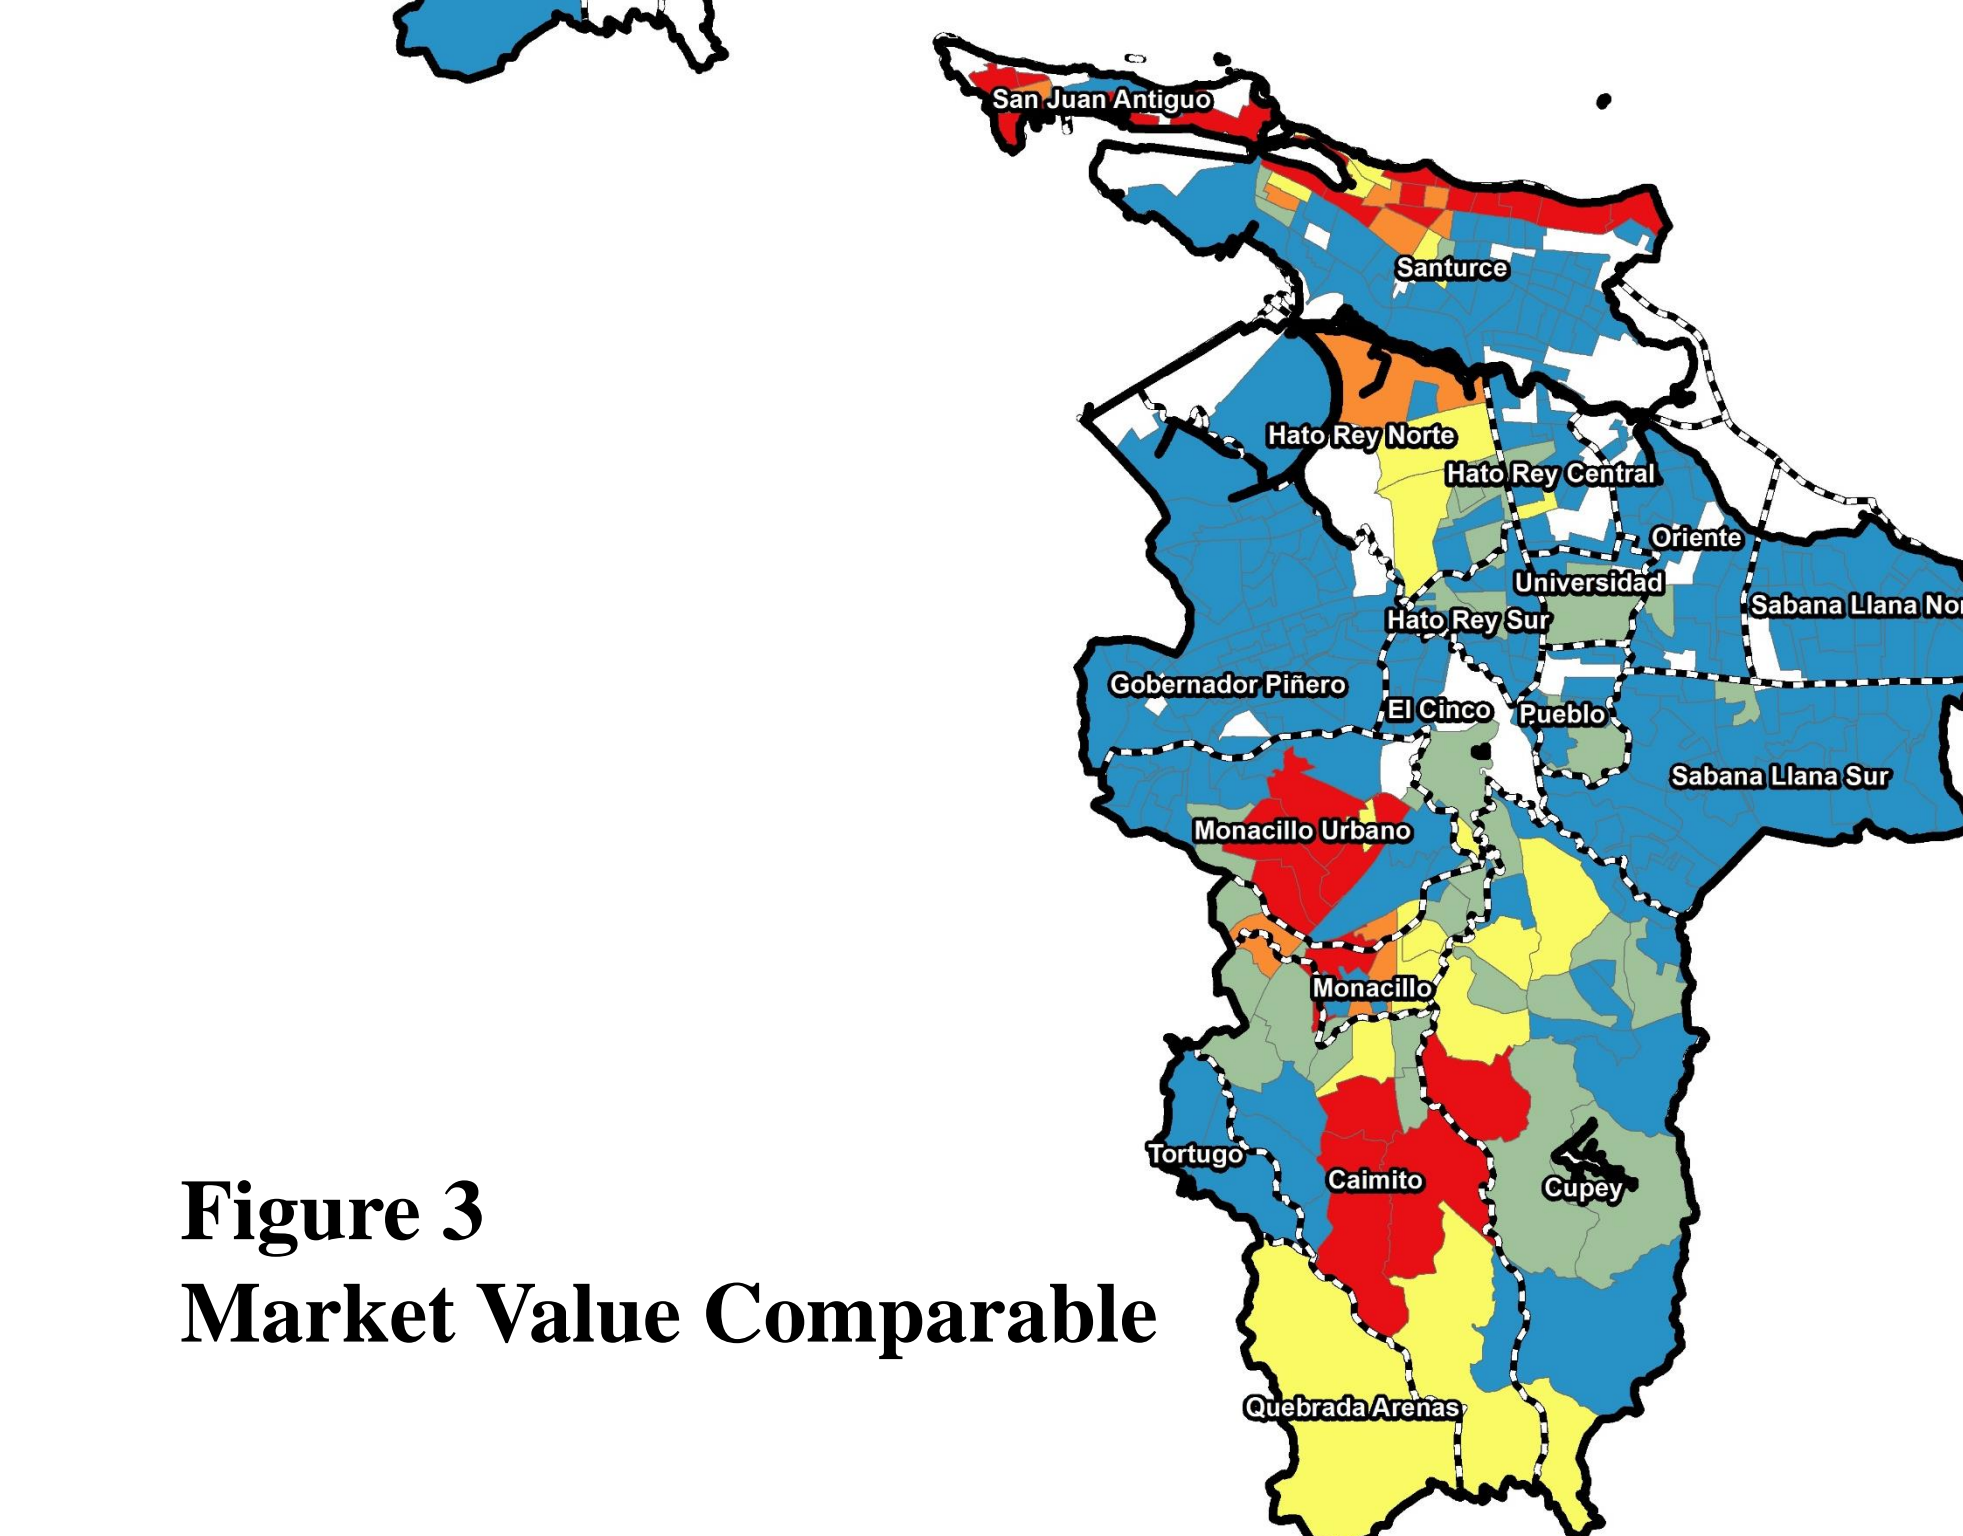 San Juan Antiguo
Santurce
Hato Rey Norte
Hato Rey Central
Oriente
Universidad
Sabana Llana Nor
Hato Rey Sur
Gobernador Piñero
El Cinco
Pueblo
Sabana Llana Sur
Monacillo Urbano
Monacillo
Tortugo
Caimito
Cupey
Figure 3
Market Value Comparable
Quebrada Arenas